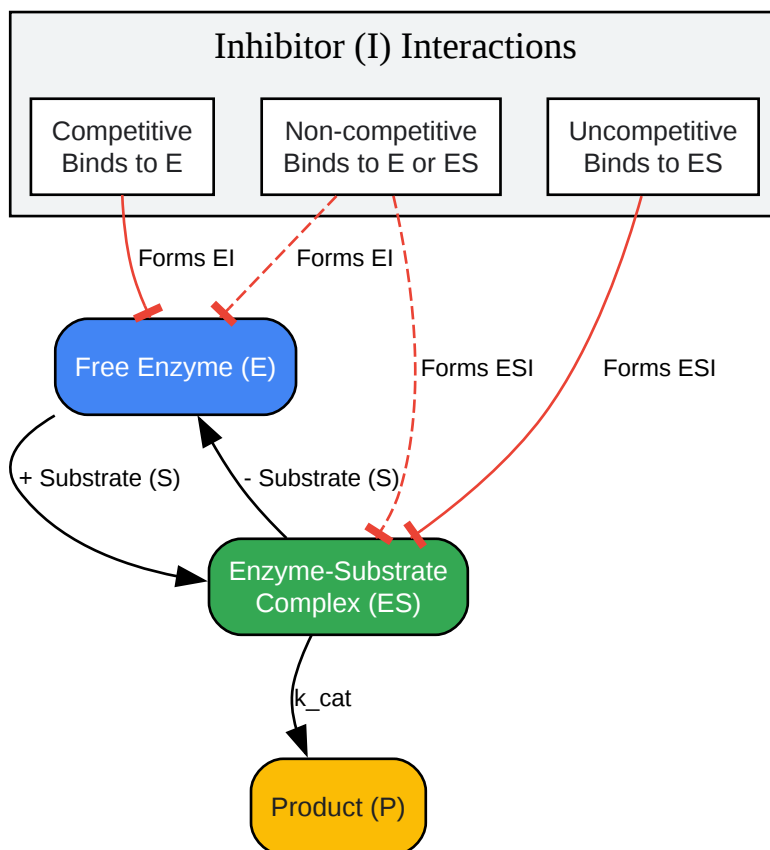 Inhibitor (I) Interactions
Competitive
Binds to E
Non-competitive
Binds to E or ES
Uncompetitive
Binds to ES
Forms EI
Forms EI
Free Enzyme (E)
Forms ESI
Forms ESI
+ Substrate (S)
- Substrate (S)
Enzyme-Substrate
Complex (ES)
k_cat
Product (P)